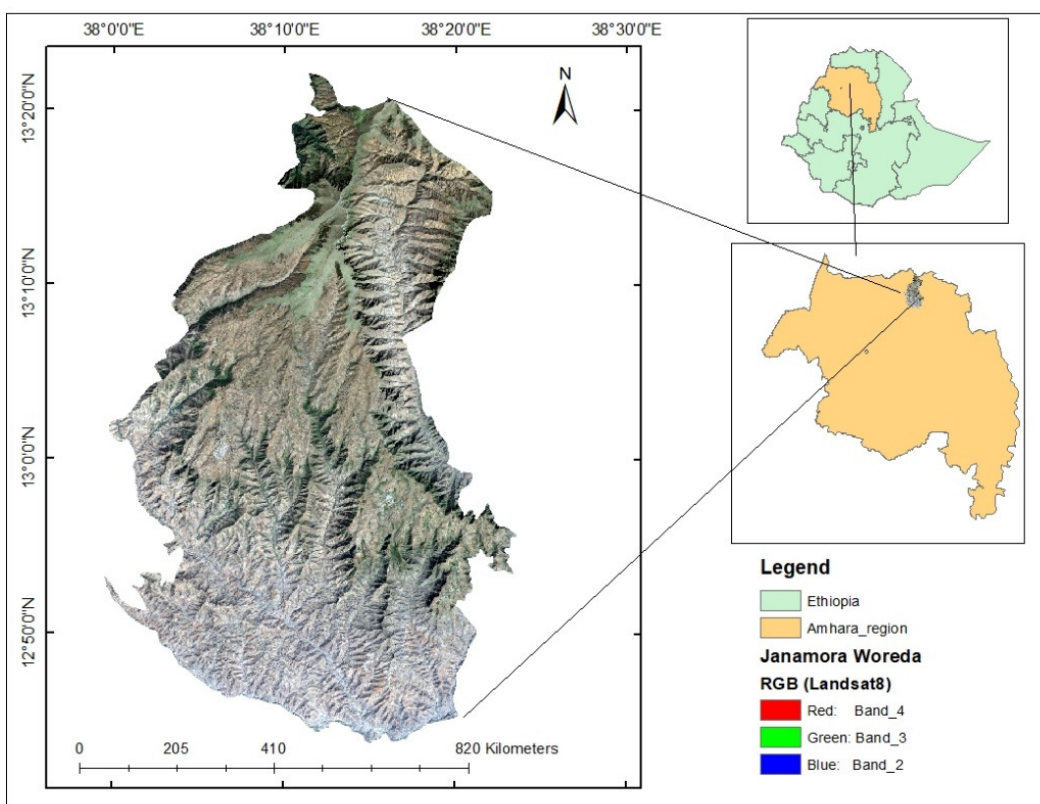 38°0'0"E 38°10'0"E 38°20'0"E 38°30'0"E
13°20'0"N
13°10'0"N
13°0'0"N
12°50'0"N
N
0 205 410 820 Kilometers
Legend
Ethiopia
Amhara_region
Janamora Woreda
RGB (Landsat8)
Red: Band_4
Green: Band_3
Blue: Band_2